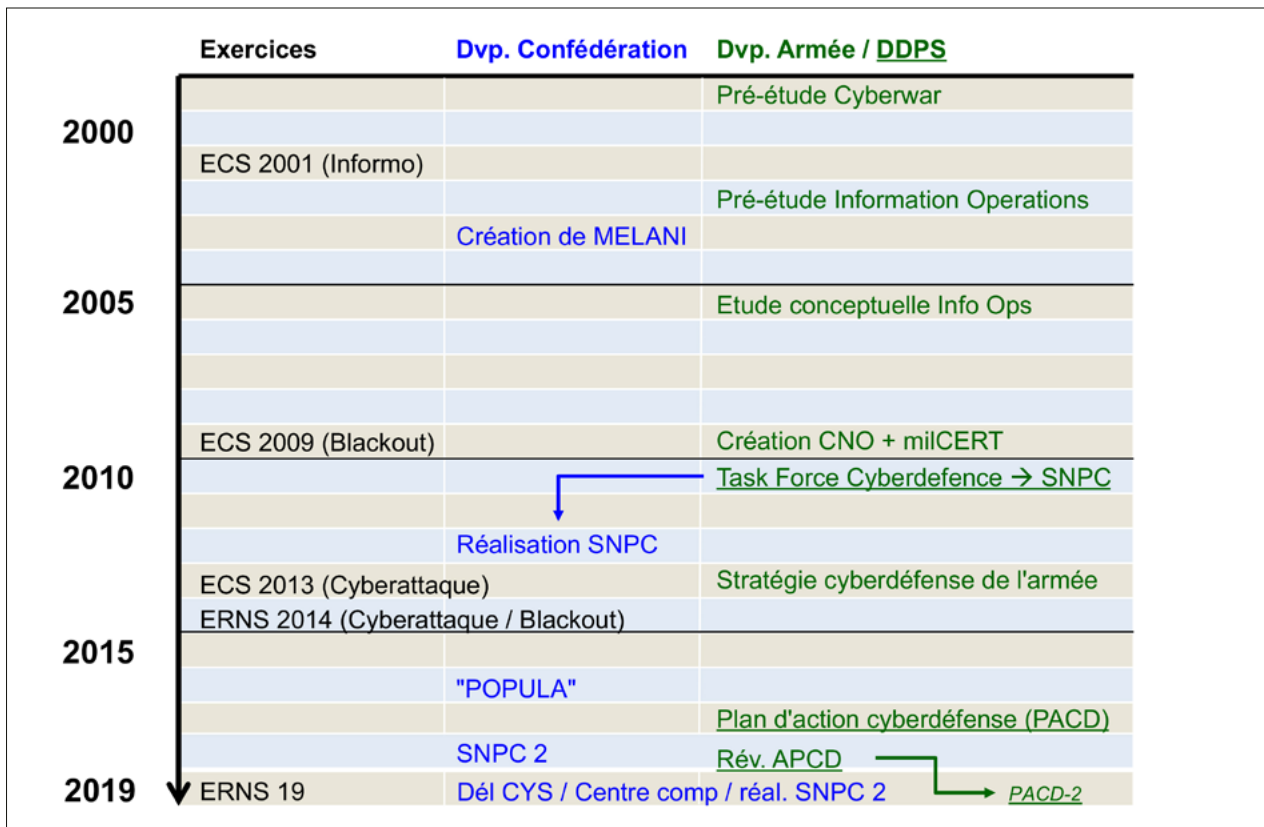 Exercices Dvp. Confédération Dvp. Armée / DDPS
Pré-étude Cyberwar
2000
ECS 2001 (Informo)
Pré-étude Information Operations
Création de MELANI
2005 Etude conceptuelle Info Ops
ECS 2009 (Blackout) Création CNO + milCERT
2010 Task Force Cyberdefence → SNPC
Réalisation SNPC
ECS 2013 (Cyberattaque) Stratégie cyberdéfense de l'armée
ERNS 2014 (Cyberattaque / Blackout)
2015
"POPULA"
Plan d'action cyberdéfense (PACD)
SNPC 2 Rév. APCD
2019 ERNS 19 Dél CYS / Centre comp / réal. SNPC 2 PACD-2